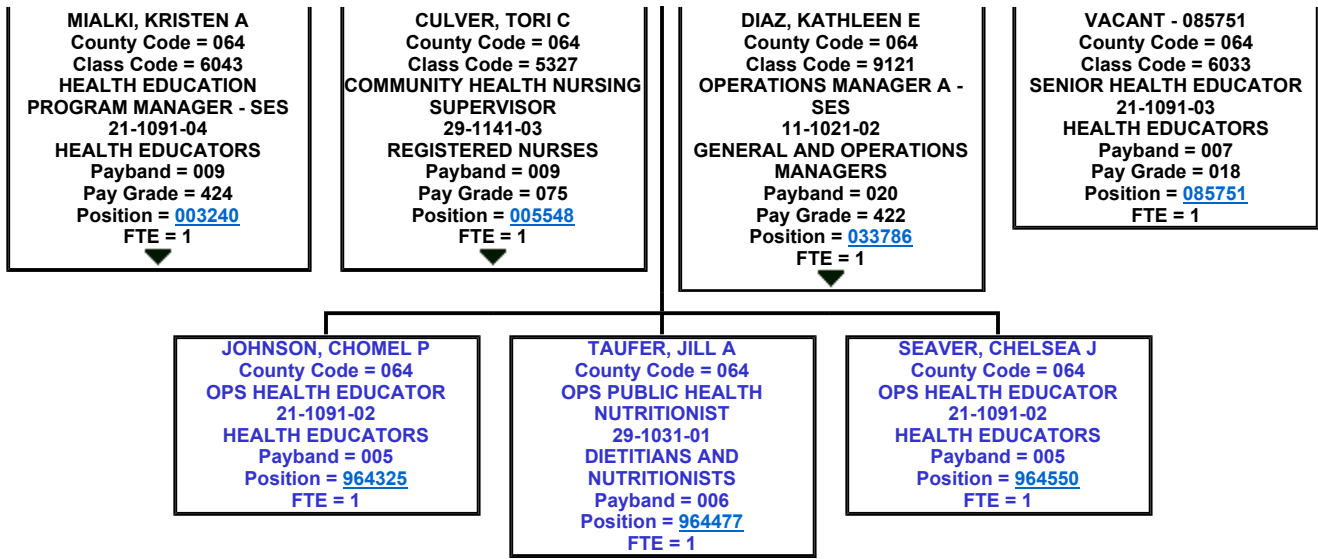 MIALKI, KRISTEN A
County Code = 064
Class Code = 6043
HEALTH EDUCATION
PROGRAM MANAGER - SES
21-1091-04
HEALTH EDUCATORS
Payband = 009
Pay Grade = 424
Position = 003240
FTE = 1
CULVER, TORI C
County Code = 064
Class Code = 5327
COMMUNITY HEALTH NURSING
SUPERVISOR
29-1141-03
REGISTERED NURSES
Payband = 009
Pay Grade = 075
Position = 005548
FTE = 1
DIAZ, KATHLEEN E
County Code = 064
Class Code = 9121
OPERATIONS MANAGER A -
SES
11-1021-02
GENERAL AND OPERATIONS
MANAGERS
Payband = 020
Pay Grade = 422
Position = 033786
FTE = 1
VACANT - 085751
County Code = 064
Class Code = 6033
SENIOR HEALTH EDUCATOR
21-1091-03
HEALTH EDUCATORS
Payband = 007
Pay Grade = 018
Position = 085751
FTE = 1
JOHNSON, CHOMEL P
County Code = 064
OPS HEALTH EDUCATOR
21-1091-02
HEALTH EDUCATORS
Payband = 005
Position = 964325
FTE = 1
TAUFER, JILL A
County Code = 064
OPS PUBLIC HEALTH
NUTRITIONIST
29-1031-01
DIETITIANS AND
NUTRITIONISTS
Payband = 006
Position = 964477
FTE = 1
SEAVER, CHELSEA J
County Code = 064
OPS HEALTH EDUCATOR
21-1091-02
HEALTH EDUCATORS
Payband = 005
Position = 964550
FTE = 1